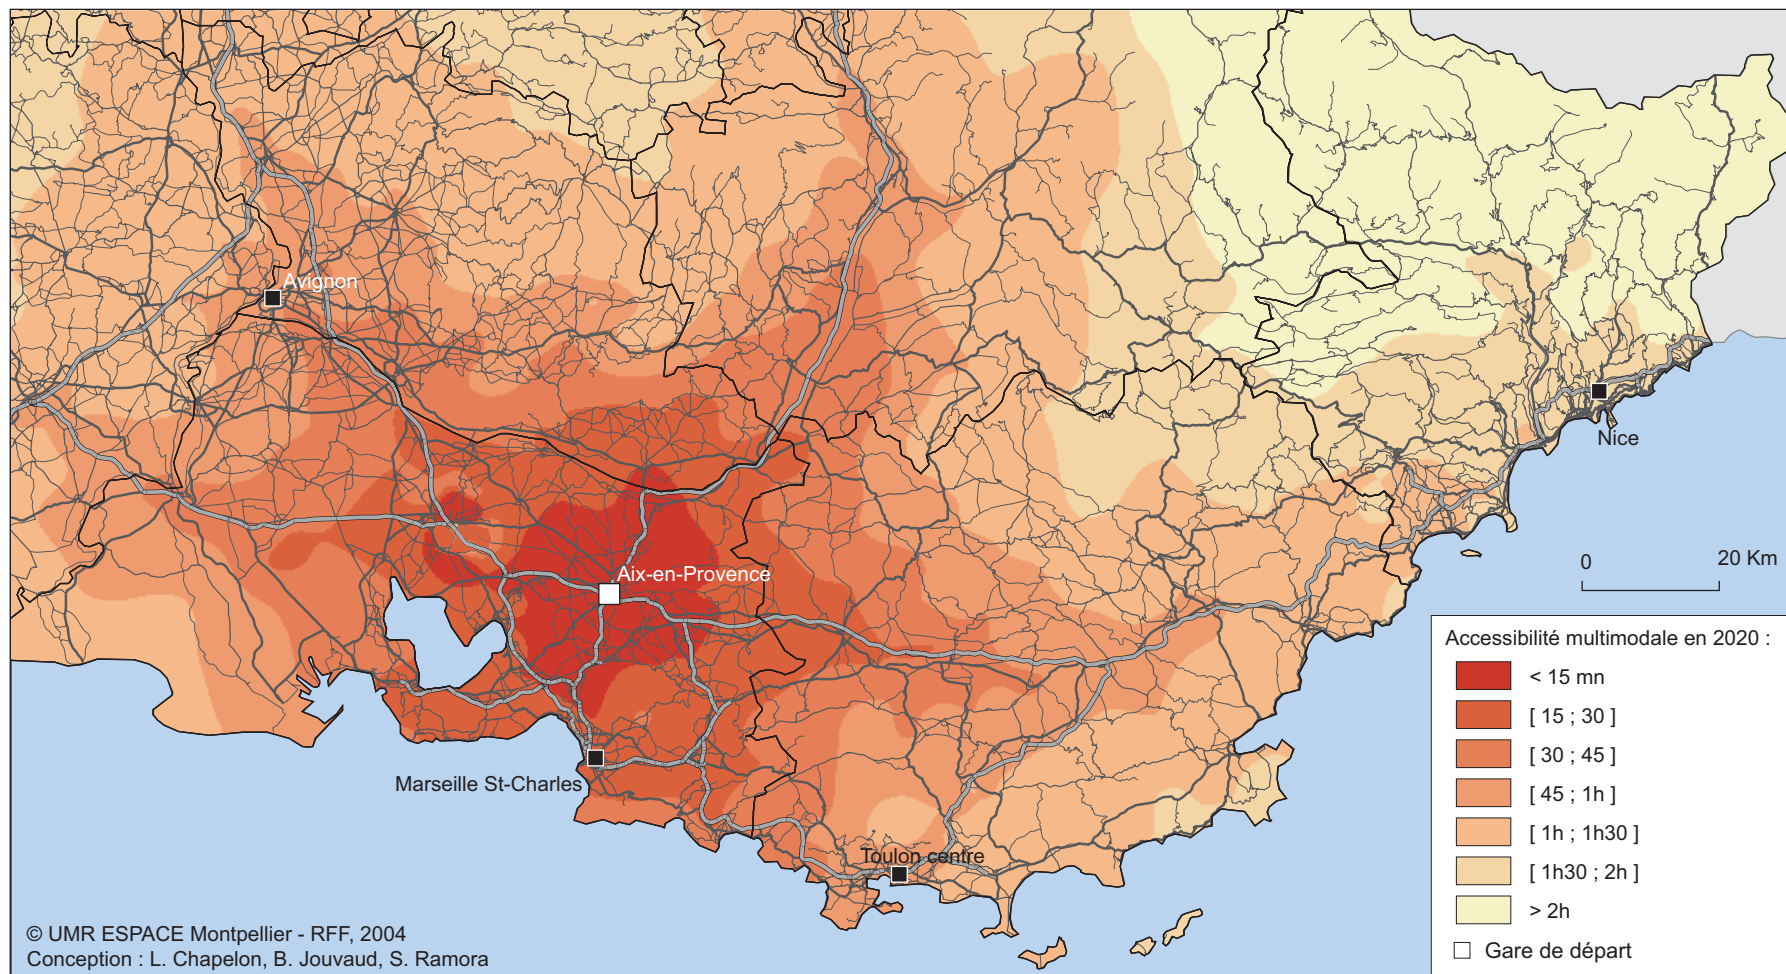 Avignon
Nice
Aix-en-Provence
0 20 Km
Marseille St-Charles
Toulon centre
Accessibilité multimodale en 2020 :
< 15 mn
[ 15 ; 30 ]
[ 30 ; 45 ]
[ 45 ; 1h ]
[ 1h ; 1h30 ]
[ 1h30 ; 2h ]
> 2h
Gare de départ
© UMR ESPACE Montpellier - RFF, 2004
Conception : L. Chapelon, B. Jouvaud, S. Ramora